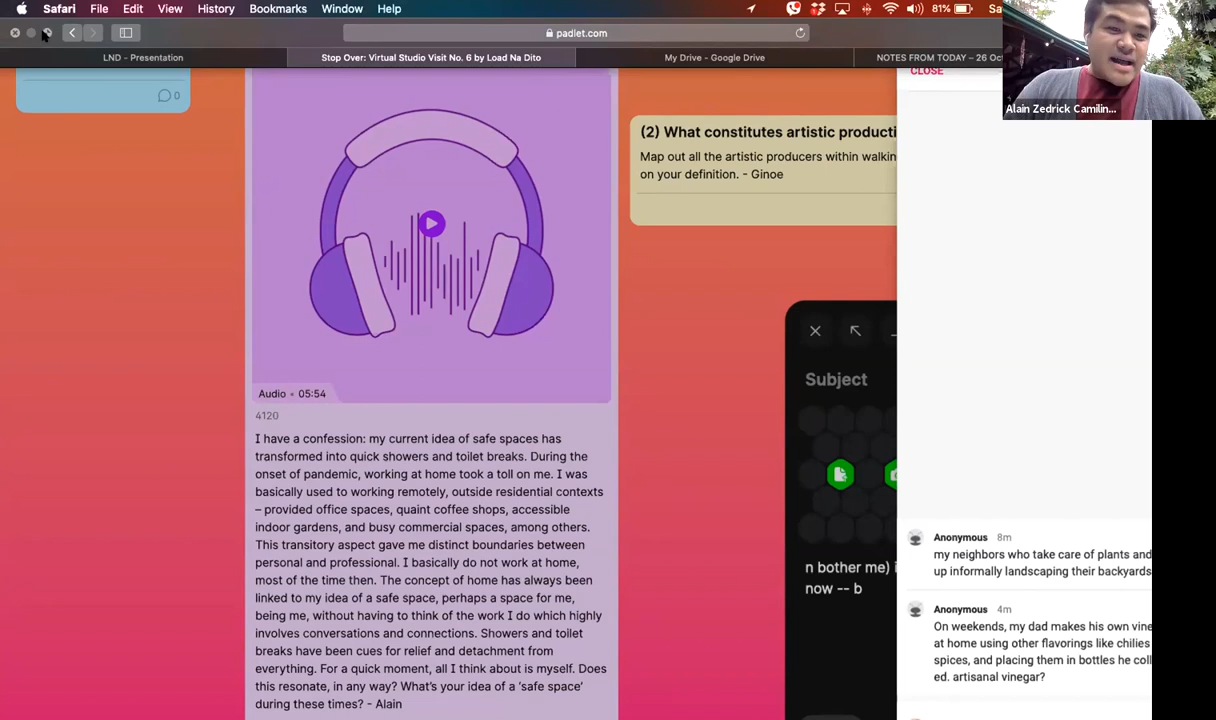 Safari File Edit View History Bookmarks Window Help
81%
padlet.com
LND - Presentation
Stop Over: Virtual Studio Visit No. 6 by Load Na Dito
My Drive - Google Drive
NOTES FROM TODAY – 26 Oct
Alain Zedrick Camilin...
CLOSE
0
(2) What constitutes artistic producti
Map out all the artistic producers within walkin
on your definition. - Ginoe
Audio • 05:54
4120
I have a confession: my current idea of safe spaces has
transformed into quick showers and toilet breaks. During the
onset of pandemic, working at home took a toll on me. I was
basically used to working remotely, outside residential contexts
– provided office spaces, quaint coffee shops, accessible
indoor gardens, and busy commercial spaces, among others.
This transitory aspect gave me distinct boundaries between
personal and professional. I basically do not work at home,
most of the time then. The concept of home has always been
linked to my idea of a safe space, perhaps a space for me,
being me, without having to think of the work I do which highly
involves conversations and connections. Showers and toilet
breaks have been cues for relief and detachment from
everything. For a quick moment, all I think about is myself. Does
this resonate, in any way? What's your idea of a 'safe space'
during these times? - Alain
Subject
n bother me) i
now -- b
Anonymous 8m
my neighbors who take care of plants and
up informally landscaping their backyards
Anonymous 4m
On weekends, my dad makes his own vine
at home using other flavorings like chilies
spices, and placing them in bottles he coll
ed. artisanal vinegar?